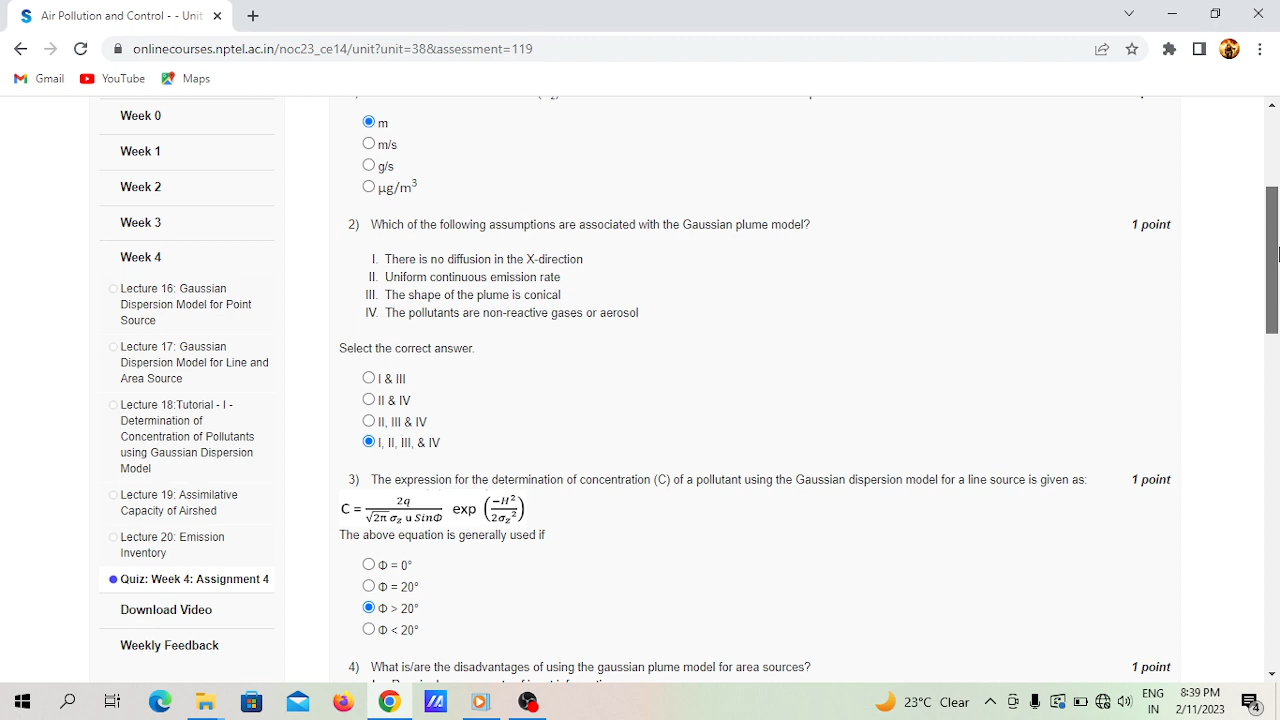 Air Pollution and Control - - Unit
onlinecourses.nptel.ac.in/noc23_ce14/unit?unit=38&assessment=119
Gmail YouTube Maps
Week 0
Week 1
Week 2
Week 3
Week 4
Lecture 16: Gaussian
Dispersion Model for Point
Source
Lecture 17: Gaussian
Dispersion Model for Line and
Area Source
Lecture 18:Tutorial - I -
Determination of
Concentration of Pollutants
using Gaussian Dispersion
Model
Lecture 19: Assimilative
Capacity of Airshed
Lecture 20: Emission
Inventory
Quiz: Week 4: Assignment 4
Download Video
Weekly Feedback
m
m/s
g/s
µg/m³
2) Which of the following assumptions are associated with the Gaussian plume model? 1 point
I. There is no diffusion in the X-direction
II. Uniform continuous emission rate
III. The shape of the plume is conical
IV. The pollutants are non-reactive gases or aerosol
Select the correct answer.
I & III
II & IV
II, III & IV
I, II, III, & IV
3) The expression for the determination of concentration (C) of a pollutant using the Gaussian dispersion model for a line source is given as: 1 point
C = 2q / √2π σz u SinΦ exp (−H² / 2σz²)
The above equation is generally used if
Φ = 0°
Φ = 20°
Φ > 20°
Φ < 20°
4) What is/are the disadvantages of using the gaussian plume model for area sources? 1 point
23°C Clear ENG IN 8:39 PM 2/11/2023 4